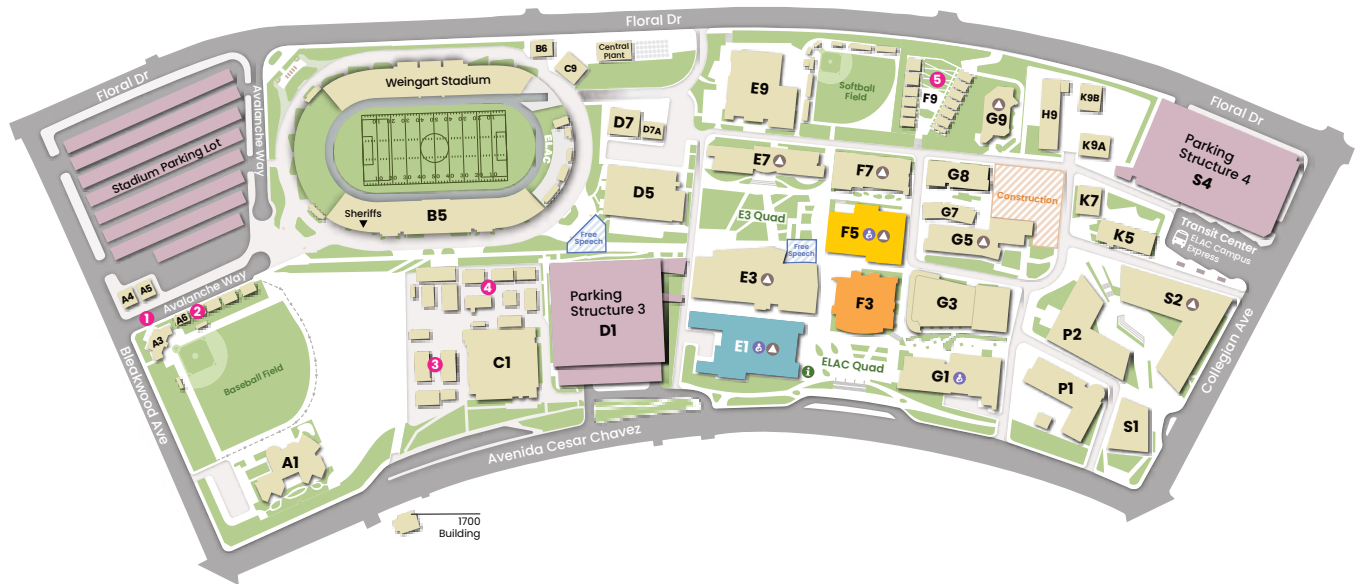 Floral Dr
Floral Dr
Floral Dr
Avalanche Way
Stadium Parking Lot
Weingart Stadium
ELAC
Sheriffs
B5
B6
C9
Central
Plant
D7
D7A
D5
Free
Speech
E9
Softball
Field
5
F9
G9
H9
K9B
K9A
Parking
Structure 4
S4
E7
F7
G8
Construction
G7
G5
K7
K5
Transit Center
ELAC Campus
Express
E3 Quad
F5
Free
Speech
E3
F3
G3
S2
P2
A4
A5
Avalanche Way
1
A6
2
A3
Baseball Field
Bleakwood Ave
A1
4
3
C1
Parking
Structure 3
D1
E1
i
ELAC Quad
G1
P1
S1
Collegian Ave
Avenida Cesar Chavez
1700
Building